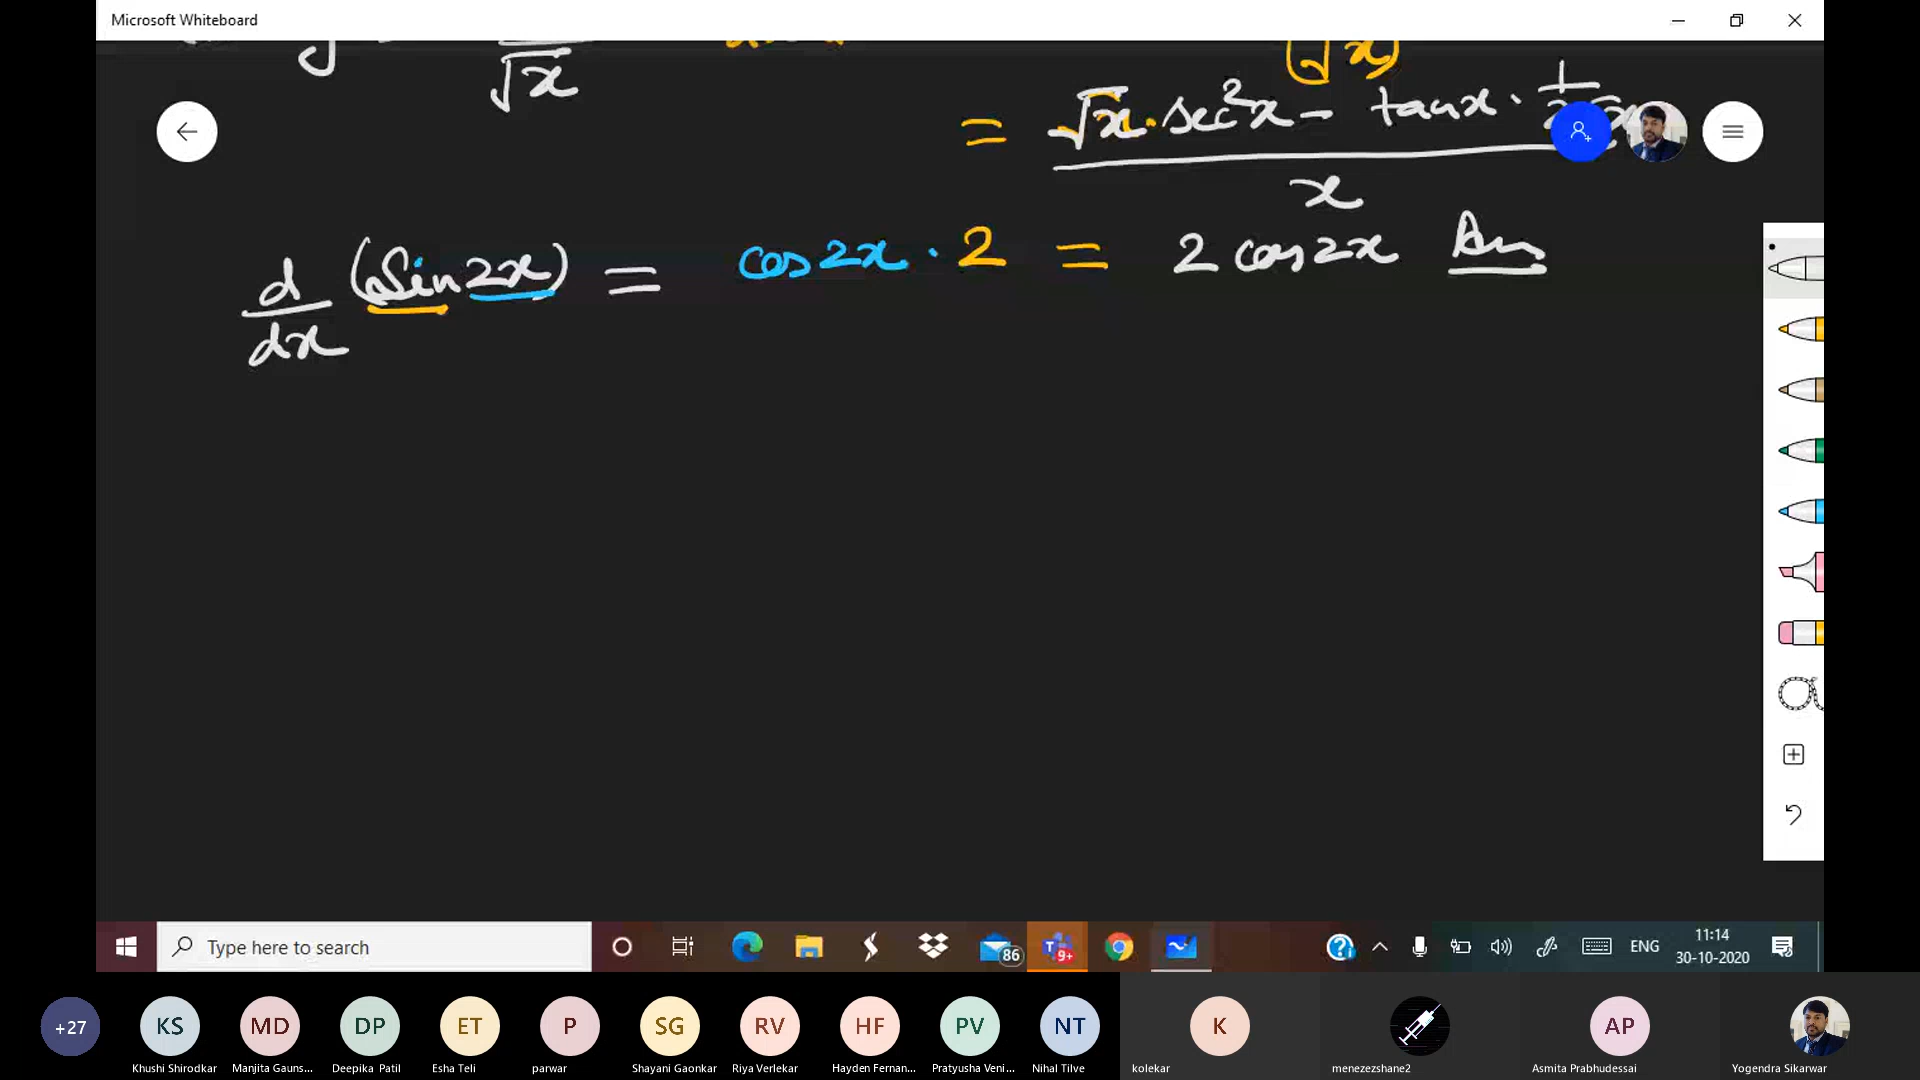 Microsoft Whiteboard
y =
√x
(√x)
= √x · sec²x - tanx · 1/
x
d/dx (sin2x) = cos2x · 2 = 2 cos2x Ans
Type here to search
86
9+
ENG
11:14
30-10-2020
+27
KS
MD
DP
ET
P
SG
RV
HF
PV
NT
K
AP
Khushi Shirodkar
Manjita Gauns...
Deepika Patil
Esha Teli
parwar
Shayani Gaonkar
Riya Verlekar
Hayden Fernan...
Pratyusha Veni...
Nihal Tilve
kolekar
menezezshane2
Asmita Prabhudessai
Yogendra Sikarwar